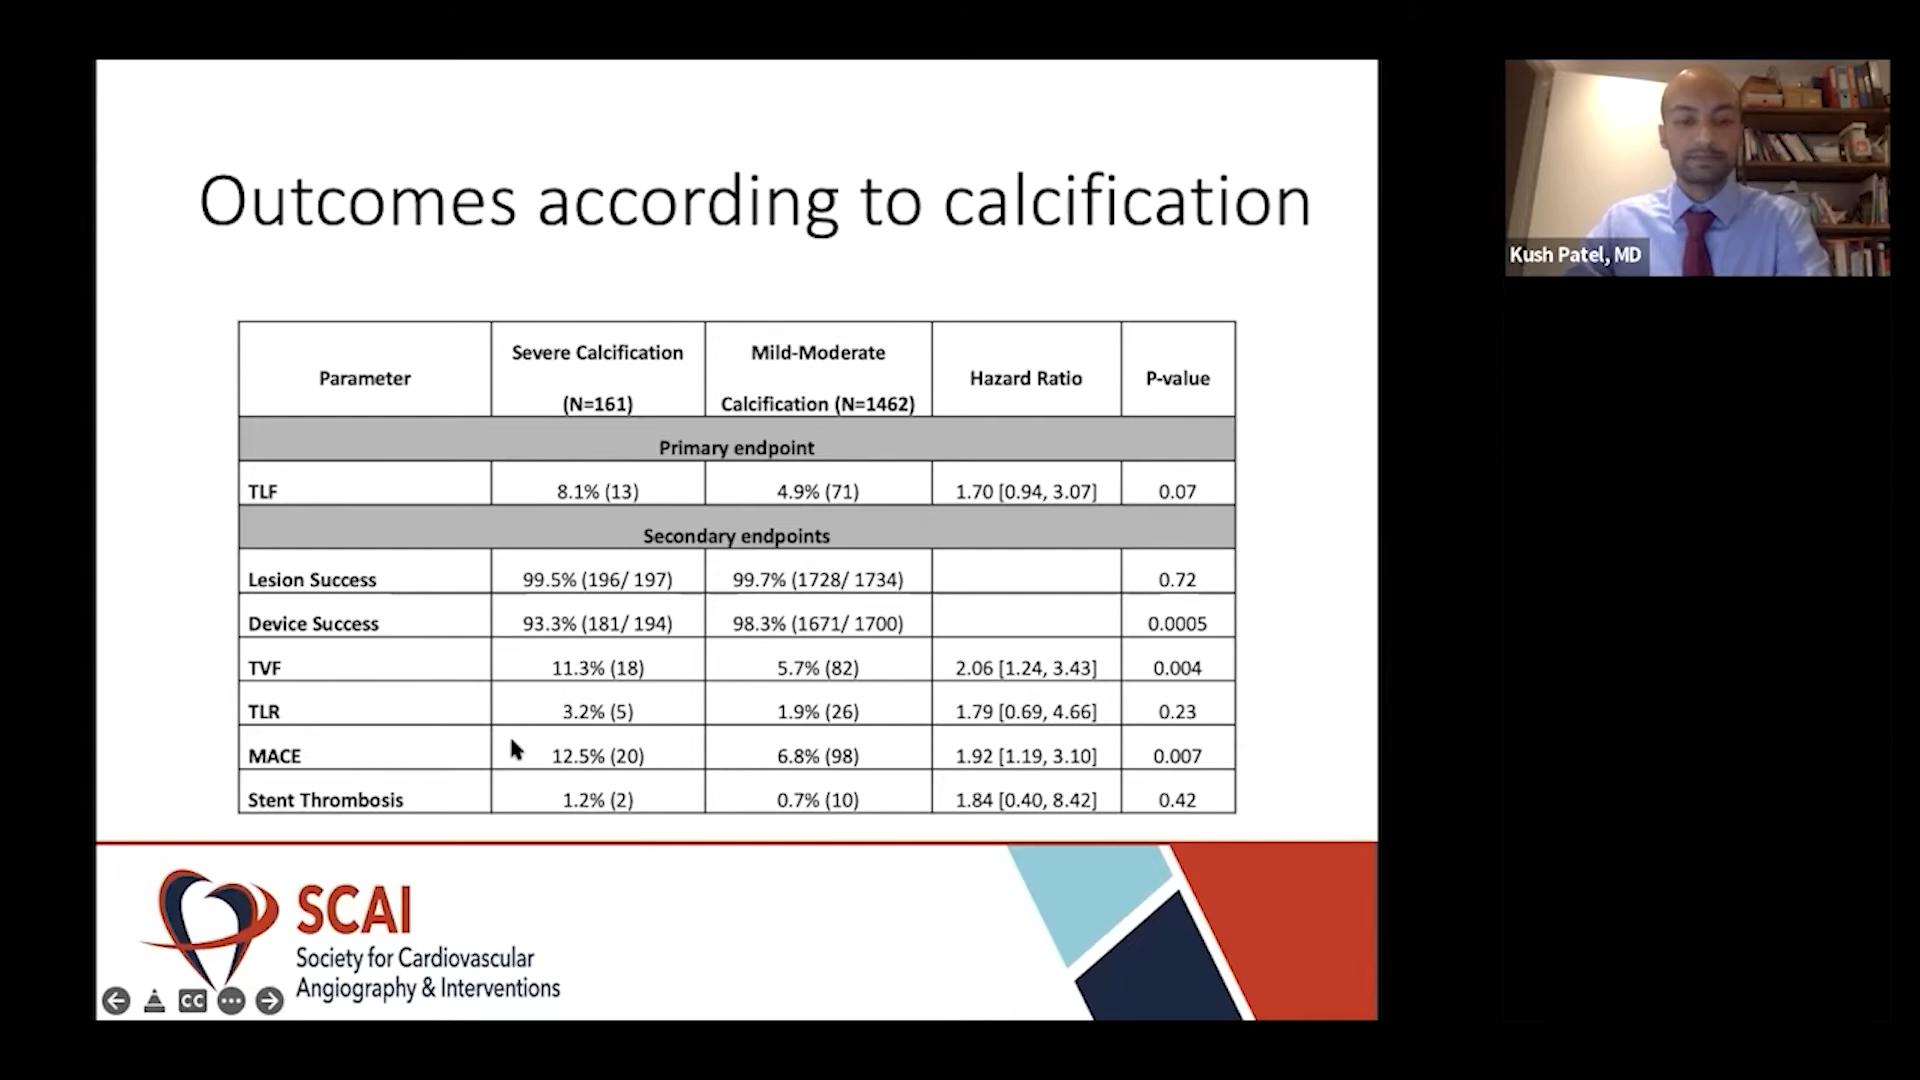 Outcomes according to calcification
Parameter
Severe Calcification
(N=161)
Mild-Moderate
Calcification (N=1462)
Hazard Ratio
P-value
Primary endpoint
TLF 8.1% (13) 4.9% (71) 1.70 [0.94, 3.07] 0.07
Secondary endpoints
Lesion Success 99.5% (196/ 197) 99.7% (1728/ 1734) 0.72
Device Success 93.3% (181/ 194) 98.3% (1671/ 1700) 0.0005
TVF 11.3% (18) 5.7% (82) 2.06 [1.24, 3.43] 0.004
TLR 3.2% (5) 1.9% (26) 1.79 [0.69, 4.66] 0.23
MACE 12.5% (20) 6.8% (98) 1.92 [1.19, 3.10] 0.007
Stent Thrombosis 1.2% (2) 0.7% (10) 1.84 [0.40, 8.42] 0.42
SCAI
Society for Cardiovascular
Angiography & Interventions
CC
Kush Patel, MD